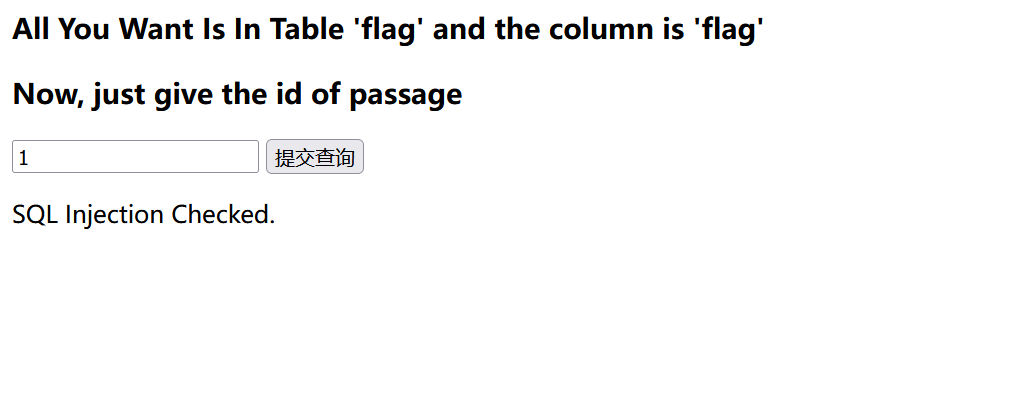 All You Want Is In Table 'flag' and the column is 'flag'
Now, just give the id of passage
1 提交查询
SQL Injection Checked.